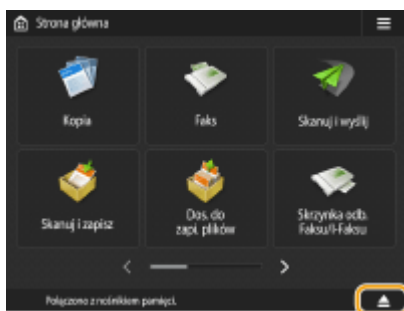 Strona główna
Kopia
Faks
Skanuj i wyślij
Skanuj i zapisz
Dos. do
zapi. plików
Skrzynka odb.
Faksu/I-Faksu
Połączono z nośnikiem pamięci.